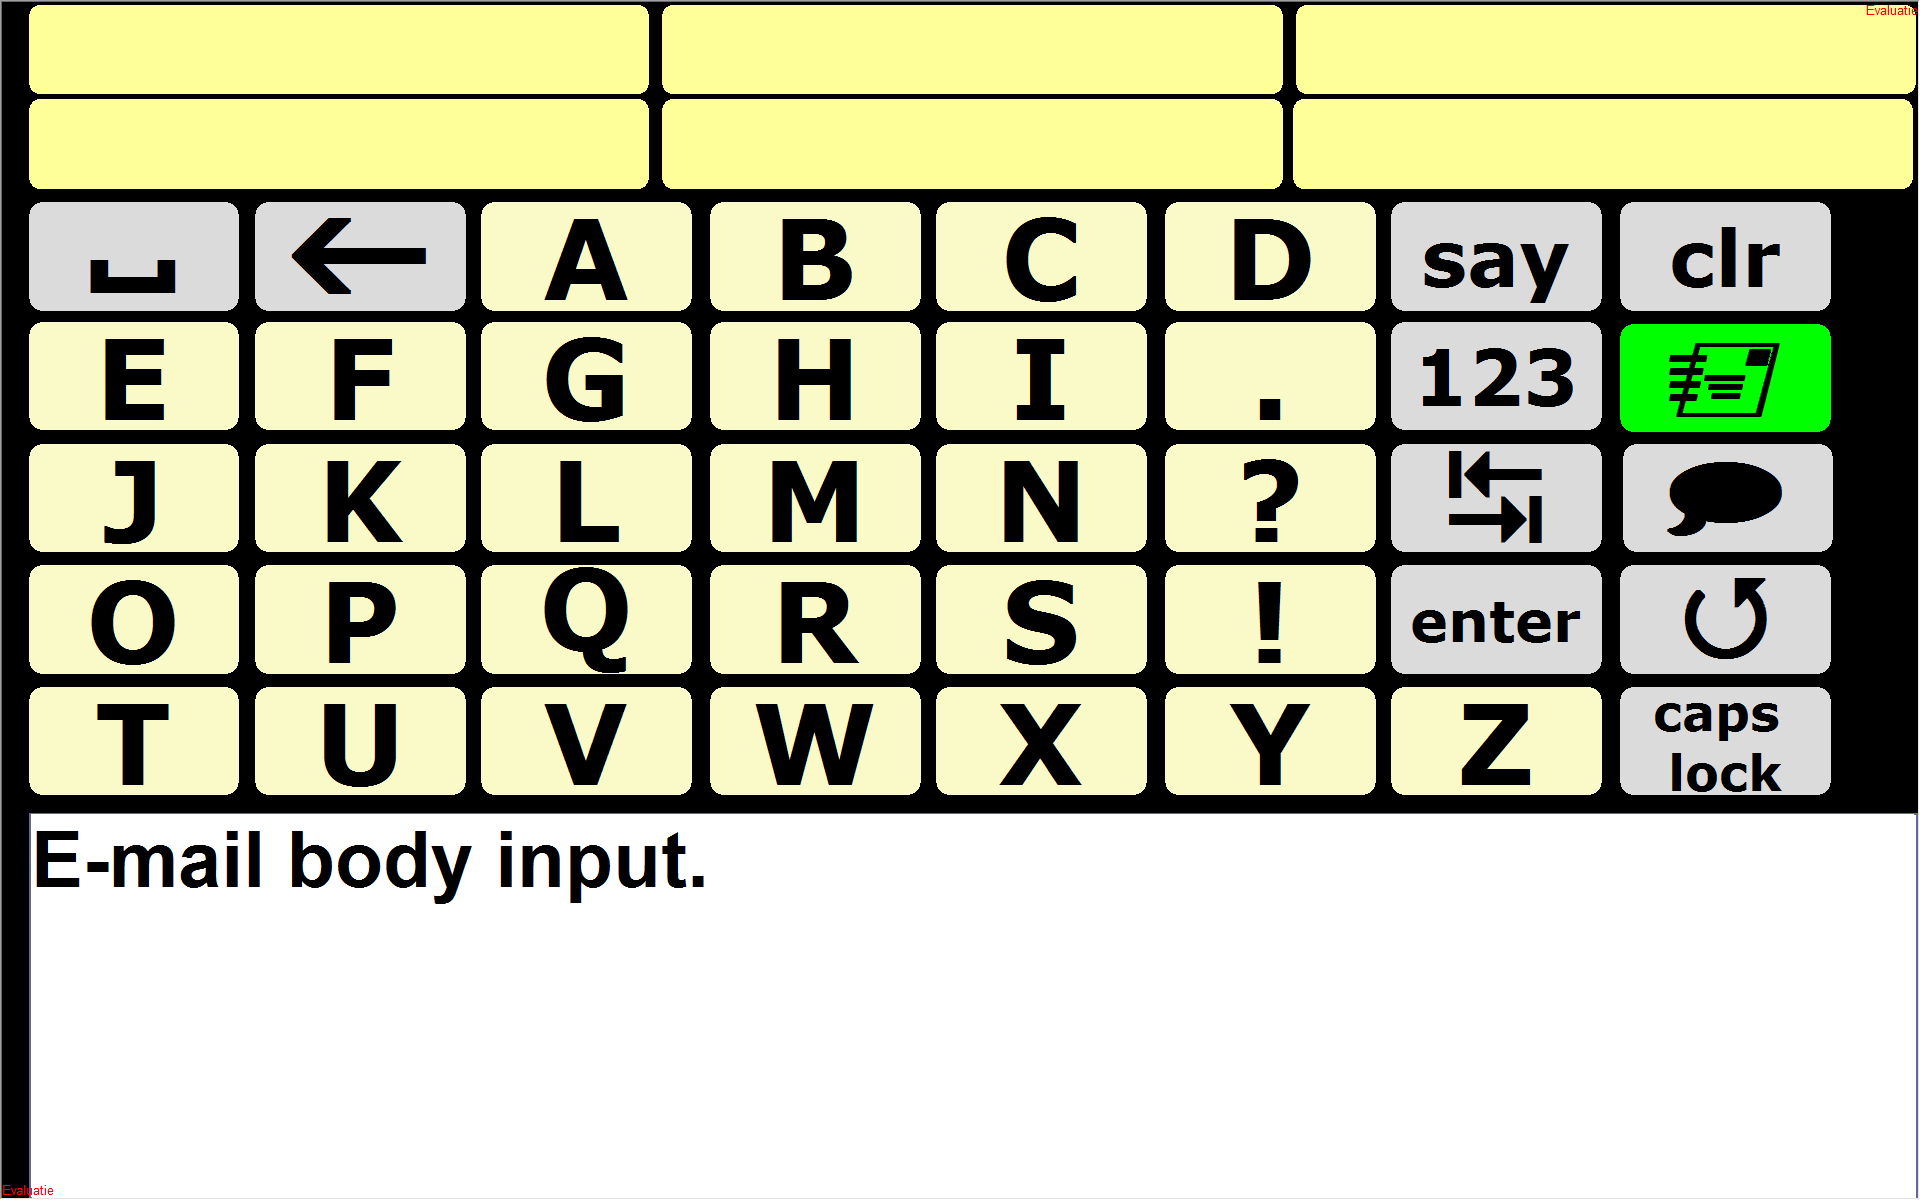 Evaluatie
A B C D say clr
E F G H I . 123
J K L M N ?
O P Q R S ! enter
T U V W X Y Z caps lock
E-mail body input.
Evaluatie